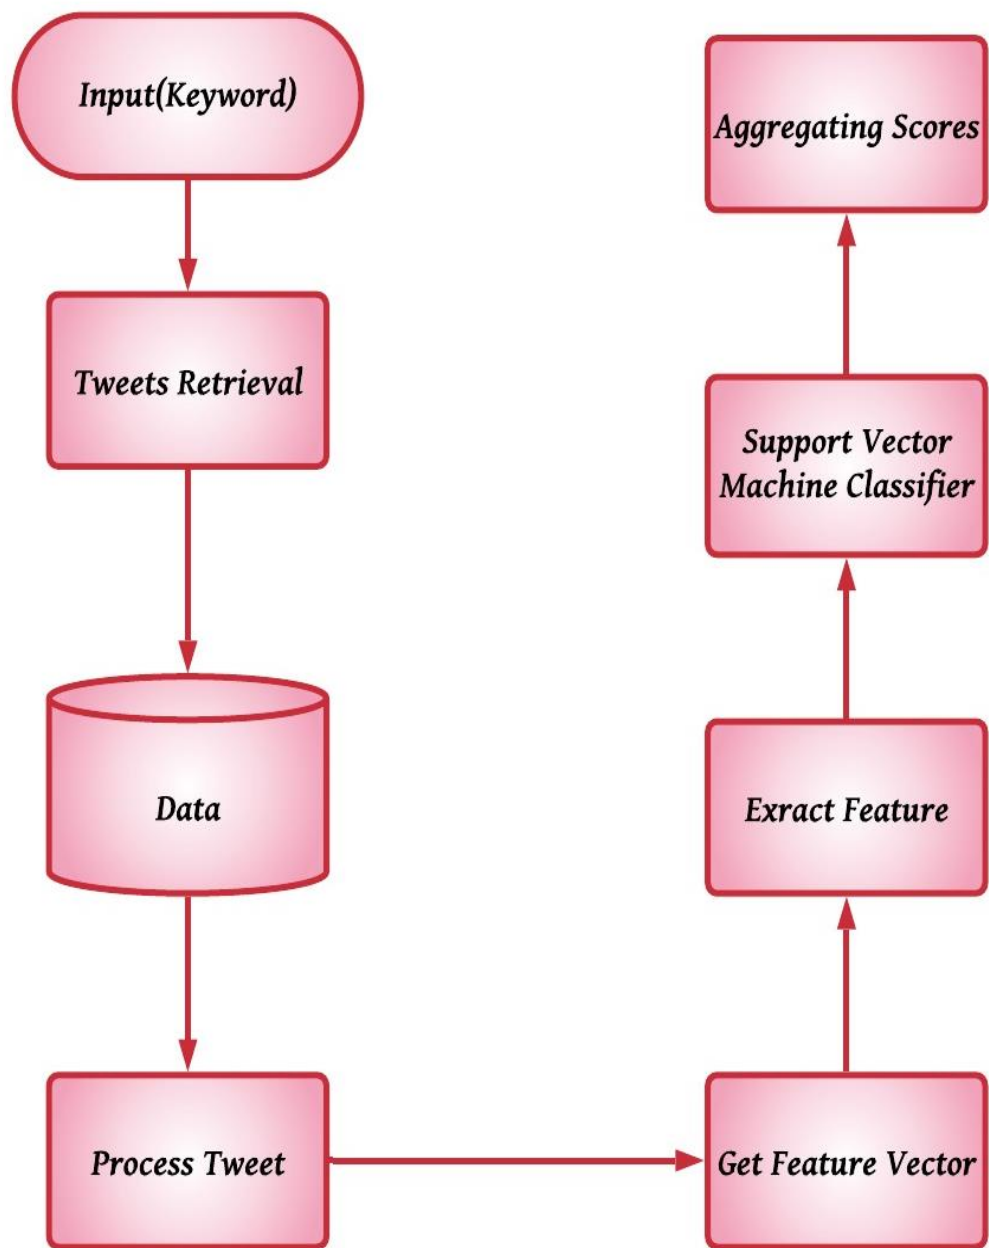 Input(Keyword)
Tweets Retrieval
Data
Process Tweet
Get Feature Vector
Exract Feature
Support Vector
Machine Classifier
Aggregating Scores